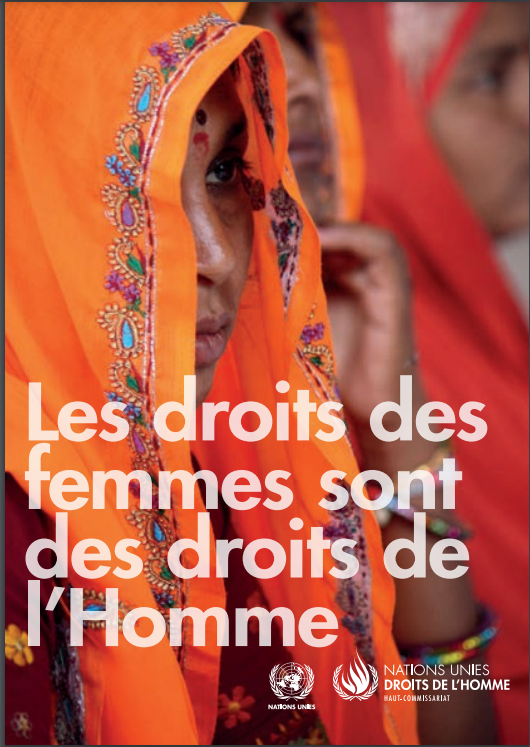 Les droits des
femmes sont
des droits de
l’Homme
NATIONS UNIES
NATIONS UNIES
DROITS DE L’HOMME
HAUT-COMMISSARIAT